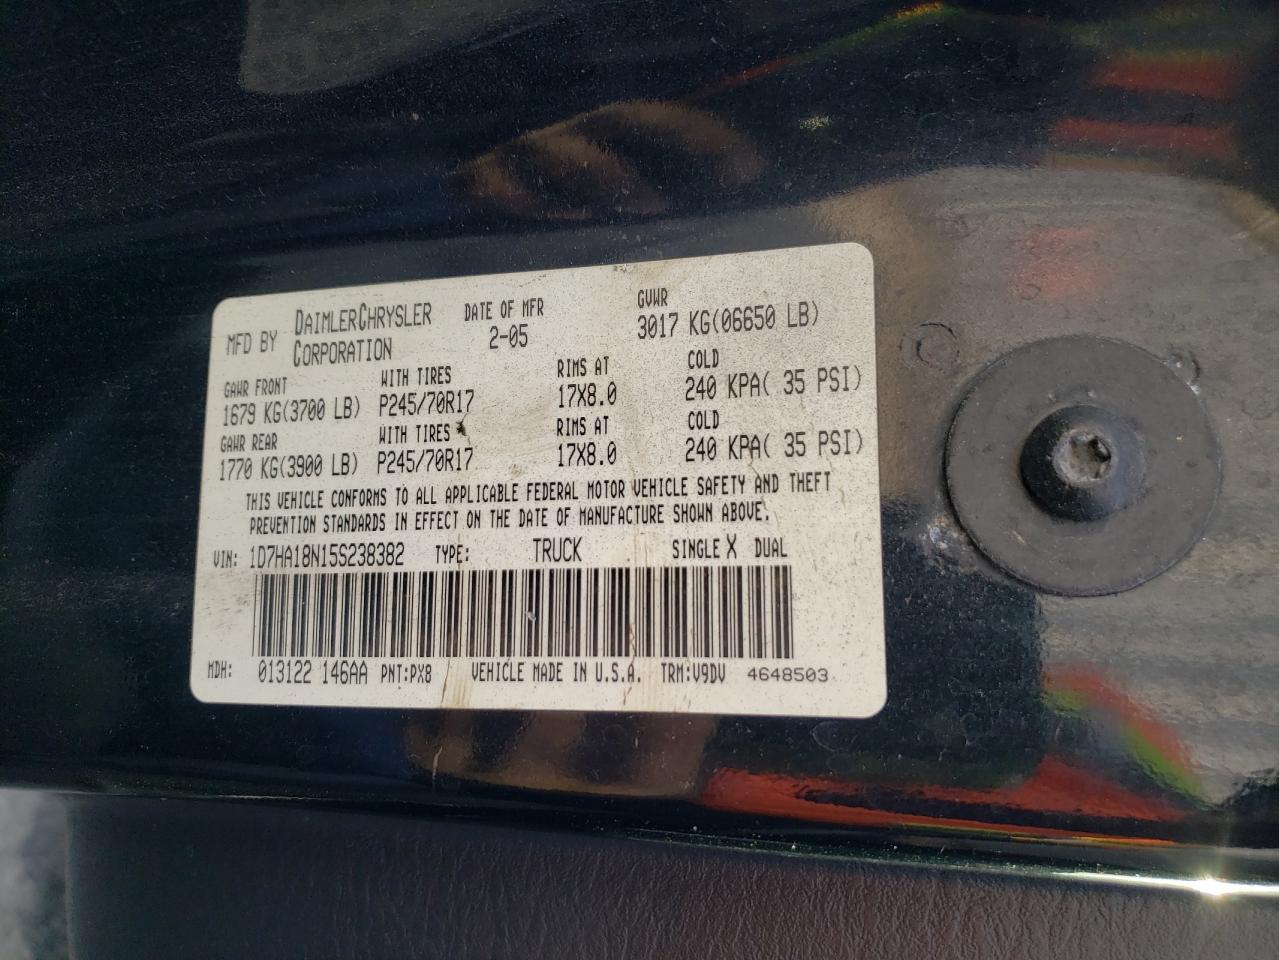 MFD BY DAIMLERCHRYSLER CORPORATION DATE OF MFR 2-05 GVWR 3017 KG(06650 LB)
GAWR FRONT WITH TIRES RIMS AT COLD
1679 KG(3700 LB) P245/70R17 17X8.0 240 KPA( 35 PSI)
GAWR REAR WITH TIRES RIMS AT COLD
1770 KG(3900 LB) P245/70R17 17X8.0 240 KPA( 35 PSI)
THIS VEHICLE CONFORMS TO ALL APPLICABLE FEDERAL MOTOR VEHICLE SAFETY AND THEFT
PREVENTION STANDARDS IN EFFECT ON THE DATE OF MANUFACTURE SHOWN ABOVE.
VIN: 1D7HA18N15S238382 TYPE: TRUCK SINGLE X DUAL
MDH: 013122 146AA PNT:PX8 VEHICLE MADE IN U.S.A. TRM:V9DV 4648503